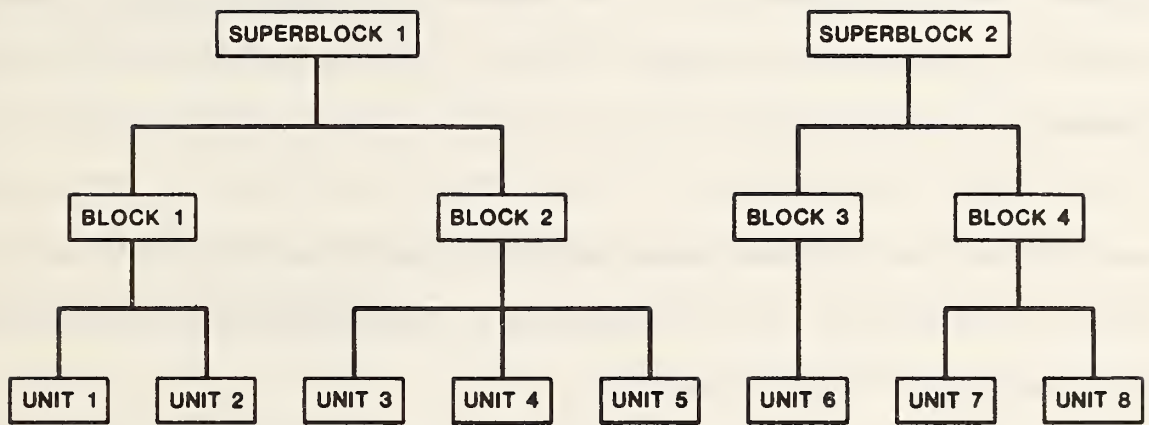 SUPERBLOCK 1
SUPERBLOCK 2
BLOCK 1
BLOCK 2
BLOCK 3
BLOCK 4
UNIT 1
UNIT 2
UNIT 3
UNIT 4
UNIT 5
UNIT 6
UNIT 7
UNIT 8